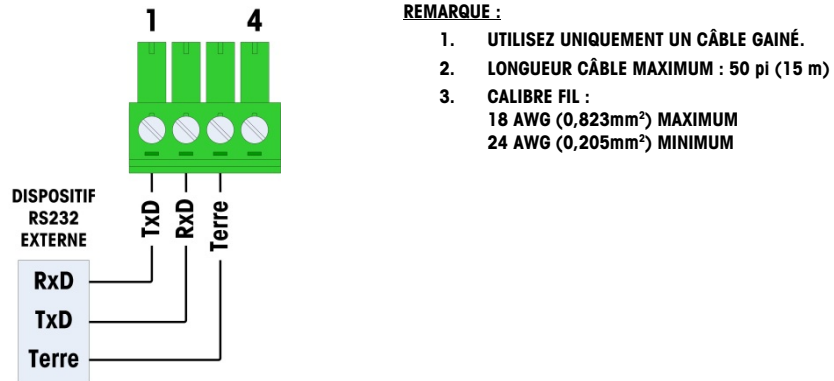 1 4
TxD
RxD
Terre
DISPOSITIF
RS232
EXTERNE
RxD
TxD
Terre
REMARQUE :
1. UTILISEZ UNIQUEMENT UN CÂBLE GAINÉ.
2. LONGUEUR CÂBLE MAXIMUM : 50 pi (15 m)
3. CALIBRE FIL :
18 AWG (0,823mm²) MAXIMUM
24 AWG (0,205mm²) MINIMUM